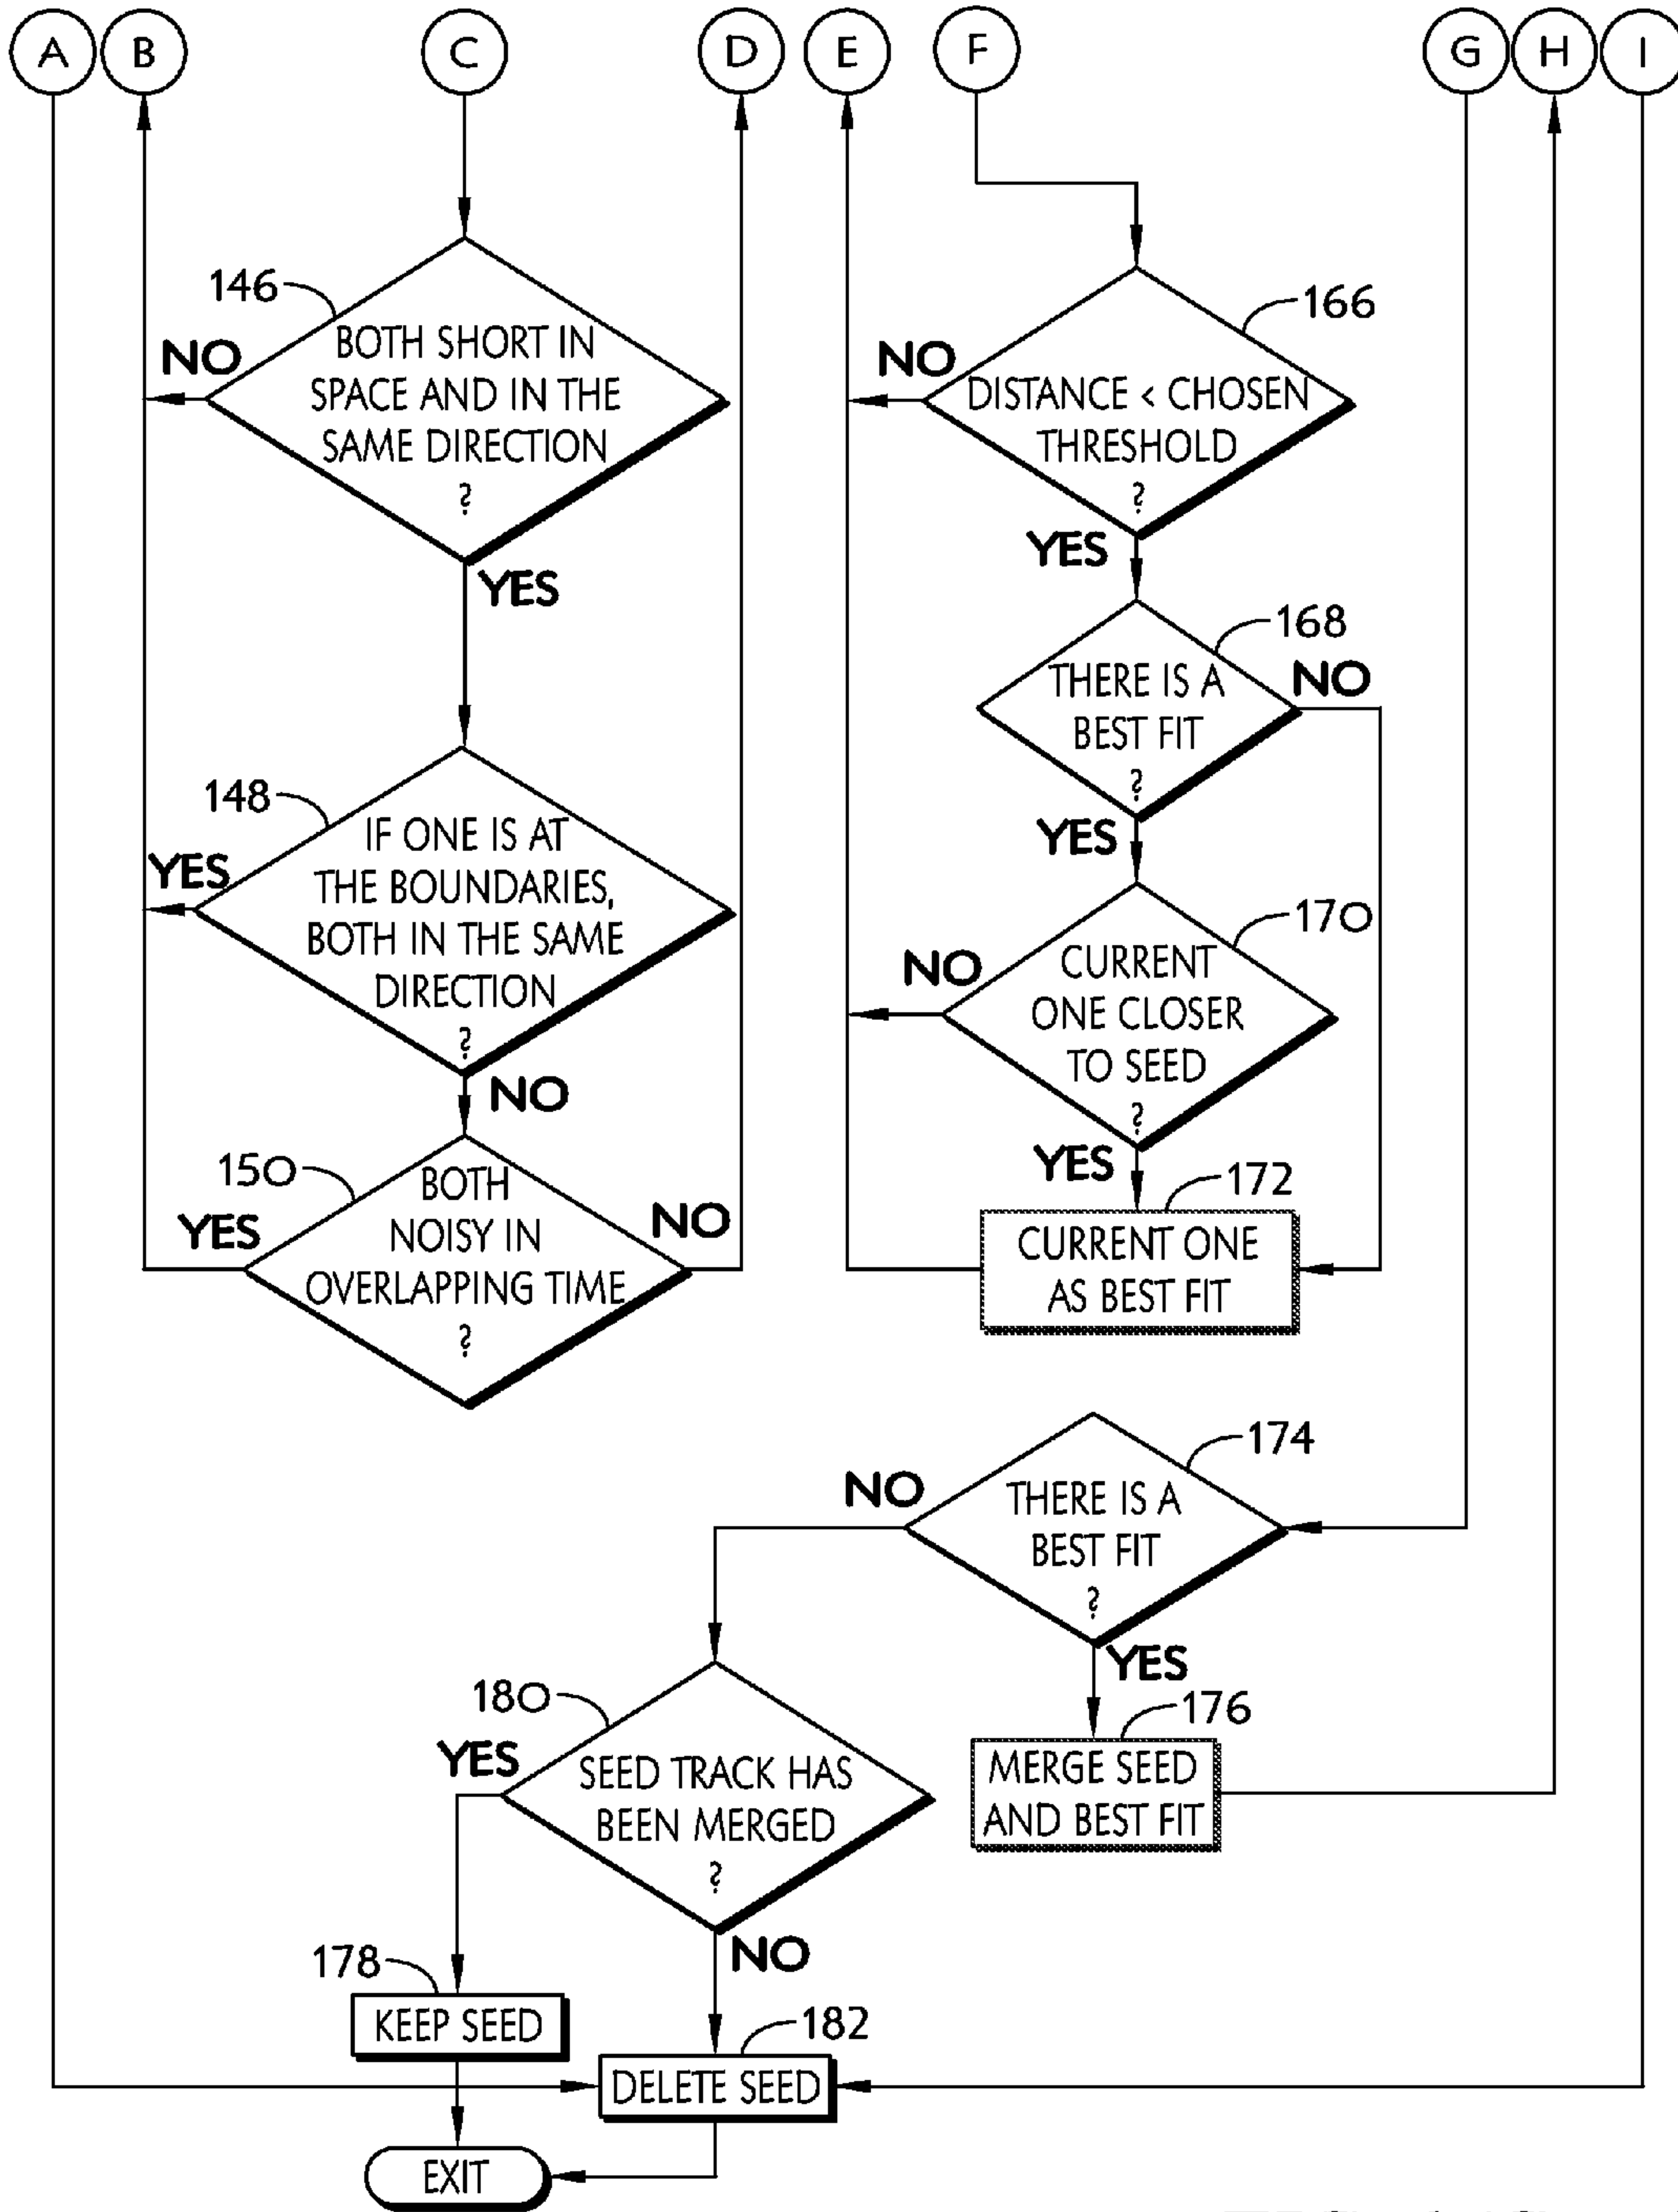 A B C D E F G H I
146
BOTH SHORT IN
SPACE AND IN THE
SAME DIRECTION
?
NO
YES
148
IF ONE IS AT
THE BOUNDARIES,
BOTH IN THE SAME
DIRECTION
?
YES
NO
150
BOTH
NOISY IN
OVERLAPPING TIME
?
YES
NO
166
DISTANCE < CHOSEN
THRESHOLD
?
NO
YES
168
THERE IS A
BEST FIT
?
NO
YES
170
CURRENT
ONE CLOSER
TO SEED
?
NO
YES
172
CURRENT ONE
AS BEST FIT
174
THERE IS A
BEST FIT
?
NO
YES
176
MERGE SEED
AND BEST FIT
180
SEED TRACK HAS
BEEN MERGED
?
YES
NO
178
KEEP SEED
182
DELETE SEED
EXIT